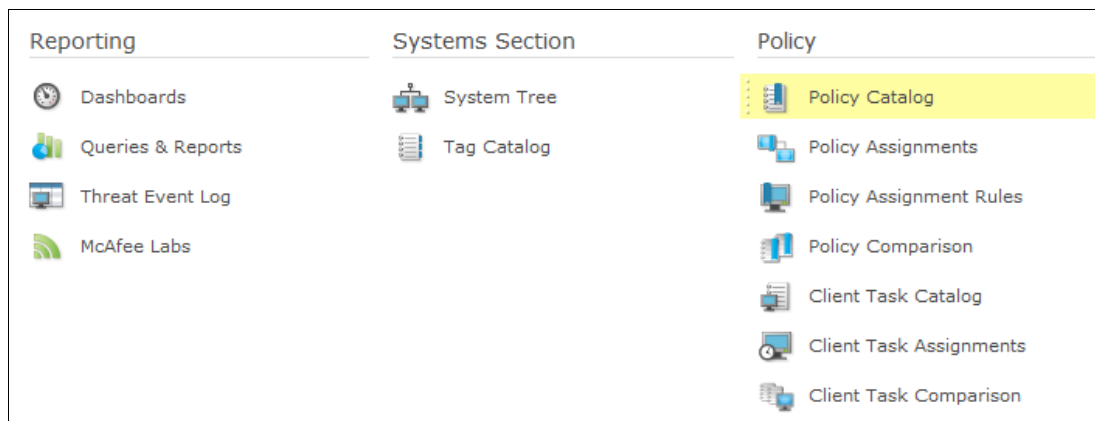 Reporting
Dashboards
Queries & Reports
Threat Event Log
McAfee Labs
Systems Section
System Tree
Tag Catalog
Policy
Policy Catalog
Policy Assignments
Policy Assignment Rules
Policy Comparison
Client Task Catalog
Client Task Assignments
Client Task Comparison